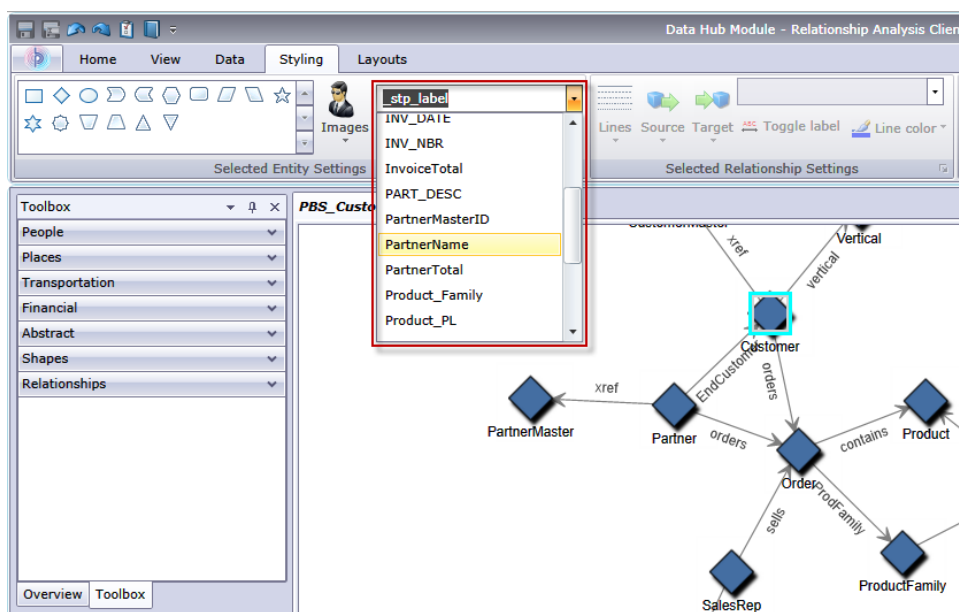 Data Hub Module - Relationship Analysis Clien
Home View Data Styling Layouts
Images
_stp_label
INV_DATE
INV_NBR
InvoiceTotal
PART_DESC
PartnerMasterID
PartnerName
PartnerTotal
Product_Family
Product_PL
Lines Source Target ABC Toggle label Line color
Selected Entity Settings
Selected Relationship Settings
Toolbox
People
Places
Transportation
Financial
Abstract
Shapes
Relationships
Overview Toolbox
PBS_Custo
CustomerMaster
Vertical
xref
vertical
Customer
EndCustome
orders
xref
PartnerMaster
Partner
orders
contains
Product
Order
ProdFamily
sells
ProductFamily
SalesRep